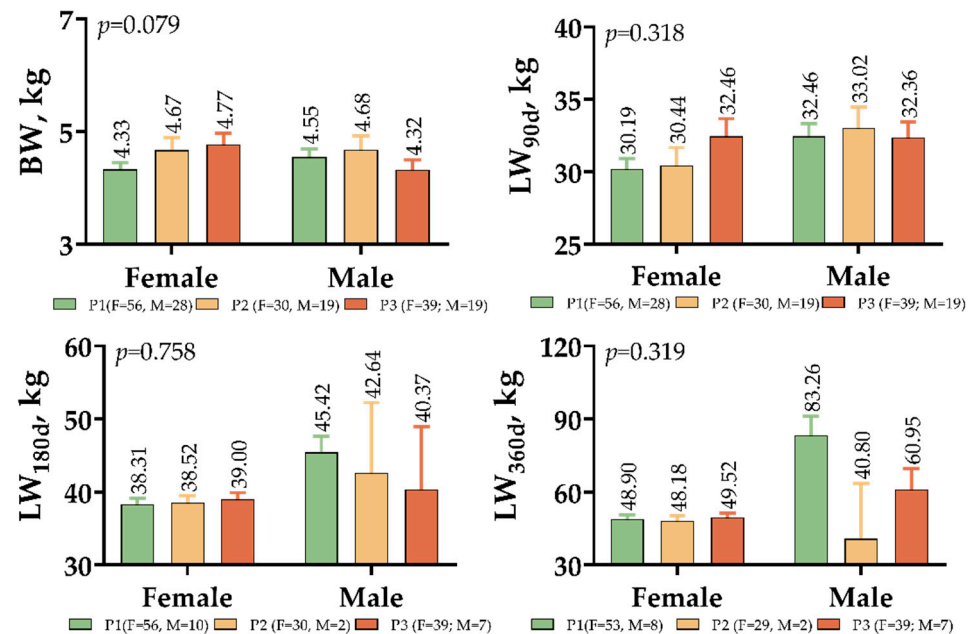 BW, kg
7
5
3
p=0.079
4.33
4.67
4.77
4.55
4.68
4.32
Female Male
P1(F=56, M=28) P2 (F=30, M=19) P3 (F=39; M=19)
LW90d, kg
40
35
30
25
p=0.318
30.19
30.44
32.46
32.46
33.02
32.36
Female Male
P1(F=56, M=28) P2 (F=30, M=19) P3 (F=39; M=19)
LW180d, kg
60
50
40
30
p=0.758
38.31
38.52
39.00
45.42
42.64
40.37
Female Male
P1(F=56, M=10) P2 (F=30, M=2) P3 (F=39; M=7)
LW360d, kg
120
90
60
30
p=0.319
48.90
48.18
49.52
83.26
40.80
60.95
Female Male
P1(F=53, M=8) P2 (F=29, M=2) P3 (F=39; M=7)